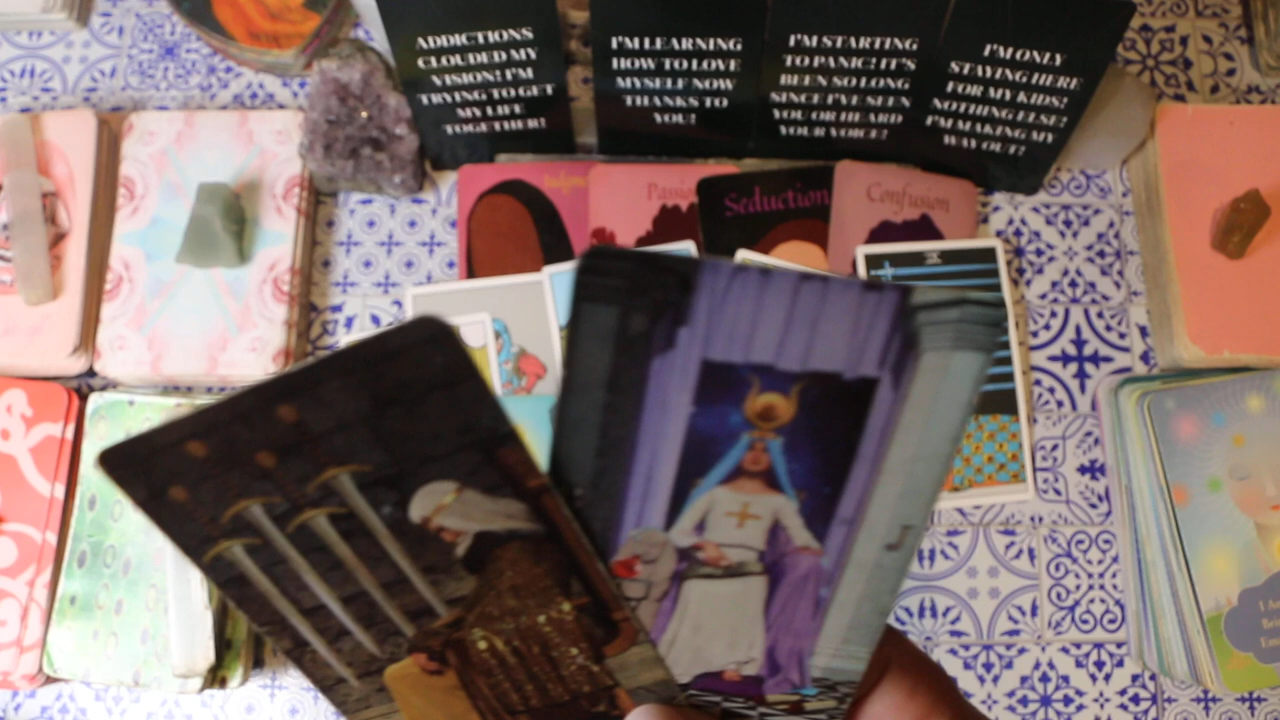 ADDICTIONS
CLOUDED MY
VISION! I'M
TRYING TO GET
MY LIFE
TOGETHER!
I'M LEARNING
HOW TO LOVE
MYSELF NOW
THANKS TO
YOU!
I'M STARTING
TO PANIC! IT'S
BEEN SO LONG
SINCE I'VE SEEN
YOU OR HEARD
YOUR VOICE!
I'M ONLY
STAYING HERE
FOR MY KIDS!
NOTHING ELSE!
I'M MAKING MY
WAY OUT!
Seduction
Confusion
J